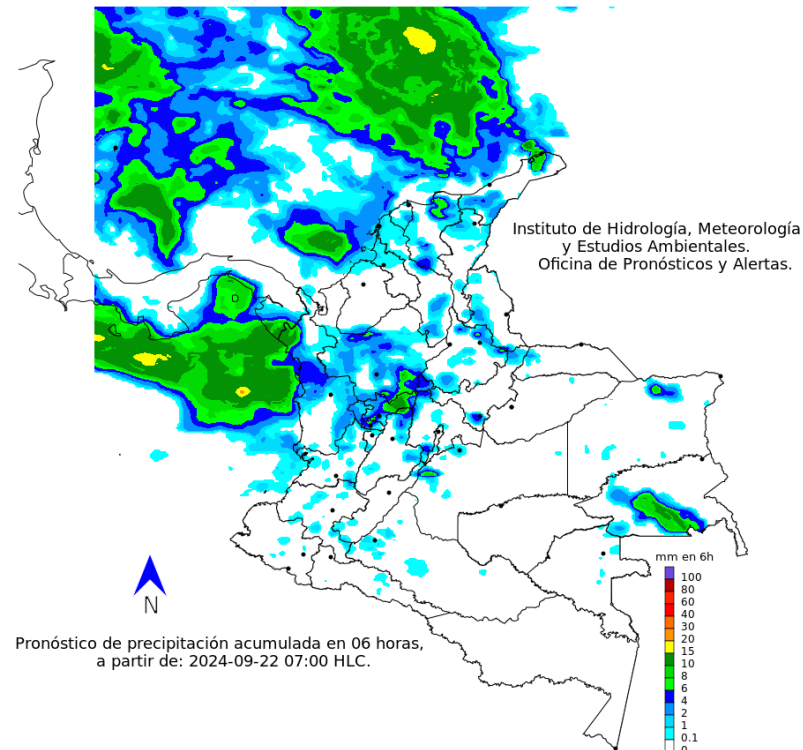 Instituto de Hidrología, Meteorología
y Estudios Ambientales.
Oficina de Pronósticos y Alertas.
mm en 6h
100
80
60
40
30
20
15
10
8
6
4
2
1
0.1
0
N
Pronóstico de precipitación acumulada en 06 horas,
a partir de: 2024-09-22 07:00 HLC.